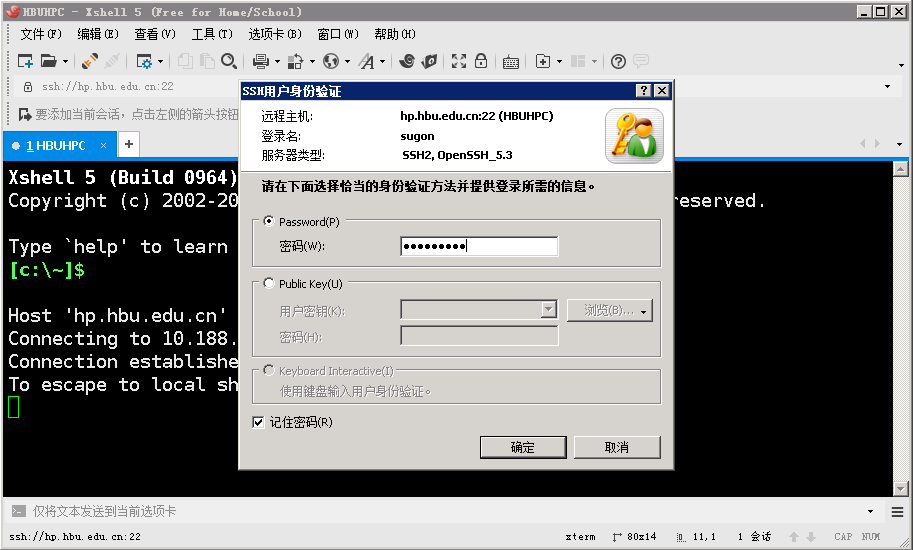 HBUHPC - Xshell 5 (Free for Home/School)
文件(F) 编辑(E) 查看(V) 工具(T) 选项卡(B) 窗口(W) 帮助(H)
ssh://hp.hbu.edu.cn:22
要添加当前会话，点击左侧的箭头按钮
1 HBUHPC × +
Xshell 5 (Build 0964)
Copyright (c) 2002-20
eserved.
Type `help' to learn
[c:\~]$
Host 'hp.hbu.edu.cn'
Connecting to 10.188.
Connection establishe
To escape to local sh
SSH用户身份验证
远程主机: hp.hbu.edu.cn:22 (HBUHPC)
登录名: sugon
服务器类型: SSH2, OpenSSH_5.3
请在下面选择恰当的身份验证方法并提供登录所需的信息。
Password(P)
密码(W): ●●●●●●●●●
Public Key(U)
用户密钥(K): 浏览(B)...
密码(H):
Keyboard Interactive(I)
使用键盘输入用户身份验证。
记住密码(R)
确定 取消
仅将文本发送到当前选项卡
ssh://hp.hbu.edu.cn:22 xterm 80x14 11,1 1 会话 CAP NUM